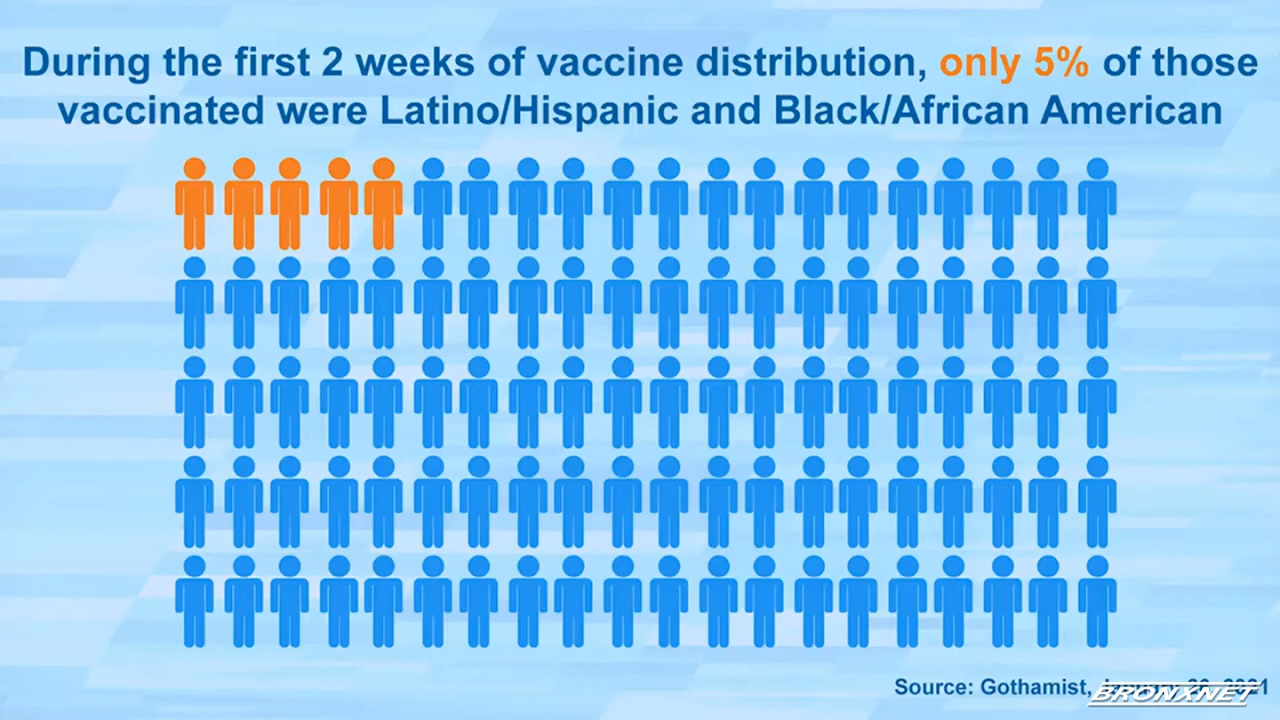 During the first 2 weeks of vaccine distribution, only 5% of those
vaccinated were Latino/Hispanic and Black/African American
Source: Gothamist,
BRONXNET